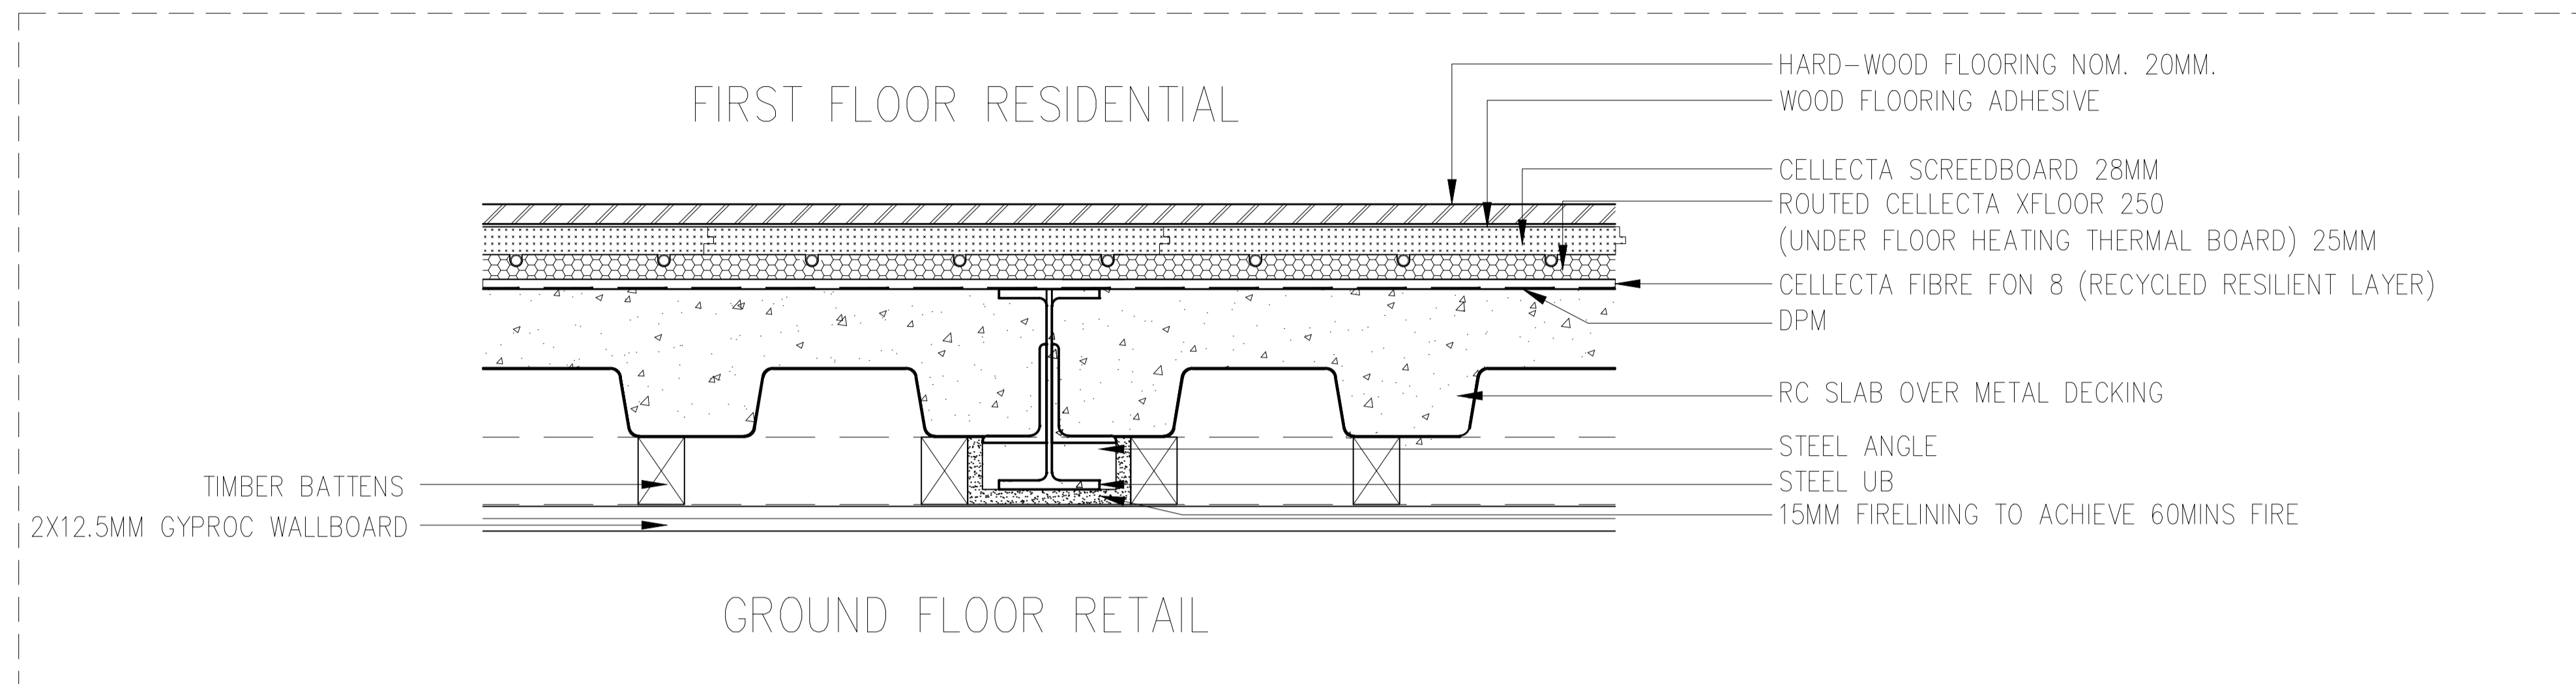 FIRST FLOOR RESIDENTIAL
HARD-WOOD FLOORING NOM. 20MM.
WOOD FLOORING ADHESIVE
CELLECTA SCREEDBOARD 28MM
ROUTED CELLECTA XFLOOR 250
(UNDER FLOOR HEATING THERMAL BOARD) 25MM
CELLECTA FIBRE FON 8 (RECYCLED RESILIENT LAYER)
DPM
RC SLAB OVER METAL DECKING
STEEL ANGLE
STEEL UB
15MM FIRELINING TO ACHIEVE 60MINS FIRE
TIMBER BATTENS
2X12.5MM GYPROC WALLBOARD
GROUND FLOOR RETAIL